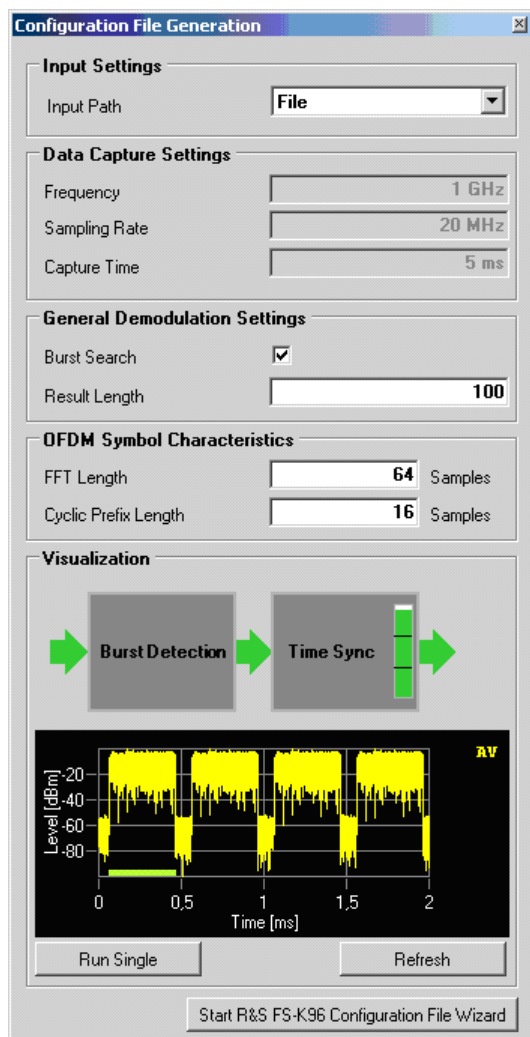 Configuration File Generation
Input Settings
Input Path File
Data Capture Settings
Frequency 1 GHz
Sampling Rate 20 MHz
Capture Time 5 ms
General Demodulation Settings
Burst Search
Result Length 100
OFDM Symbol Characteristics
FFT Length 64 Samples
Cyclic Prefix Length 16 Samples
Visualization
Burst Detection Time Sync
AV
Level [dBm]
-20
-40
-60
-80
0 0,5 1 1,5 2
Time [ms]
Run Single Refresh
Start R&S FS-K96 Configuration File Wizard